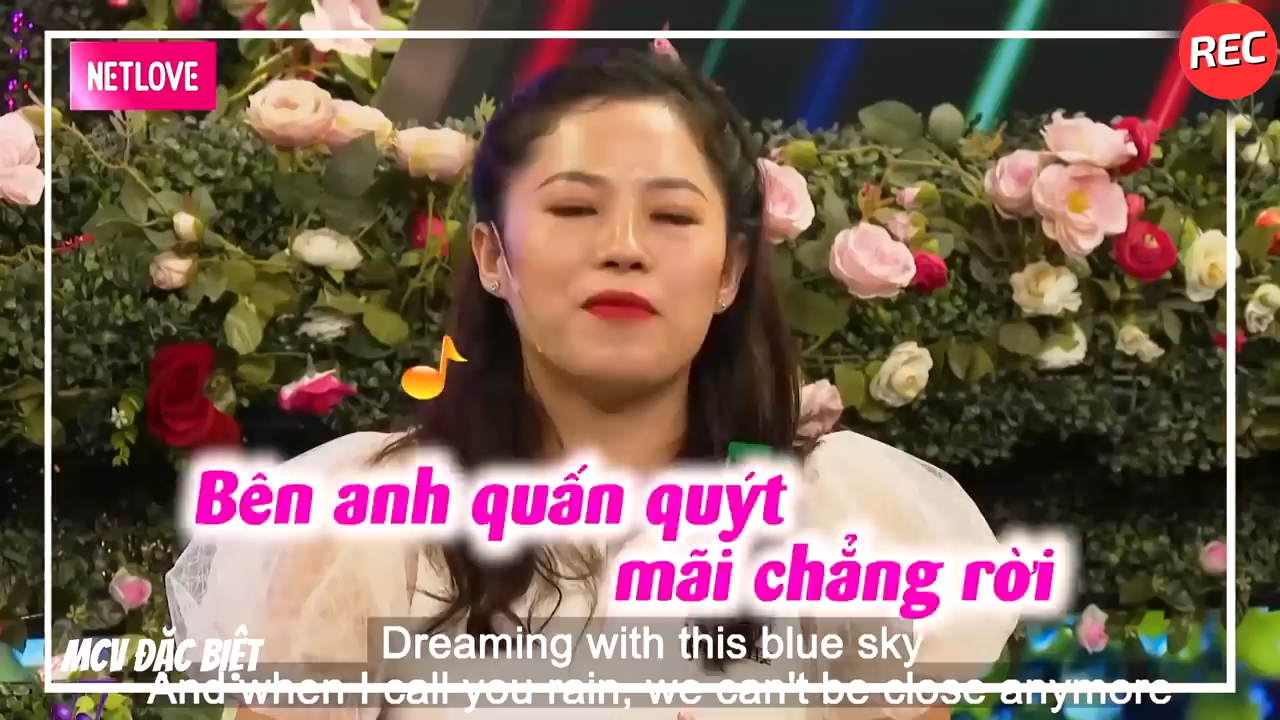 NETLOVE
REC
Bên anh quấn quýt
mãi chẳng rời
Dreaming with this blue sky
MCV ĐẶC BIỆT
And when I call you rain, we can't be close anymore